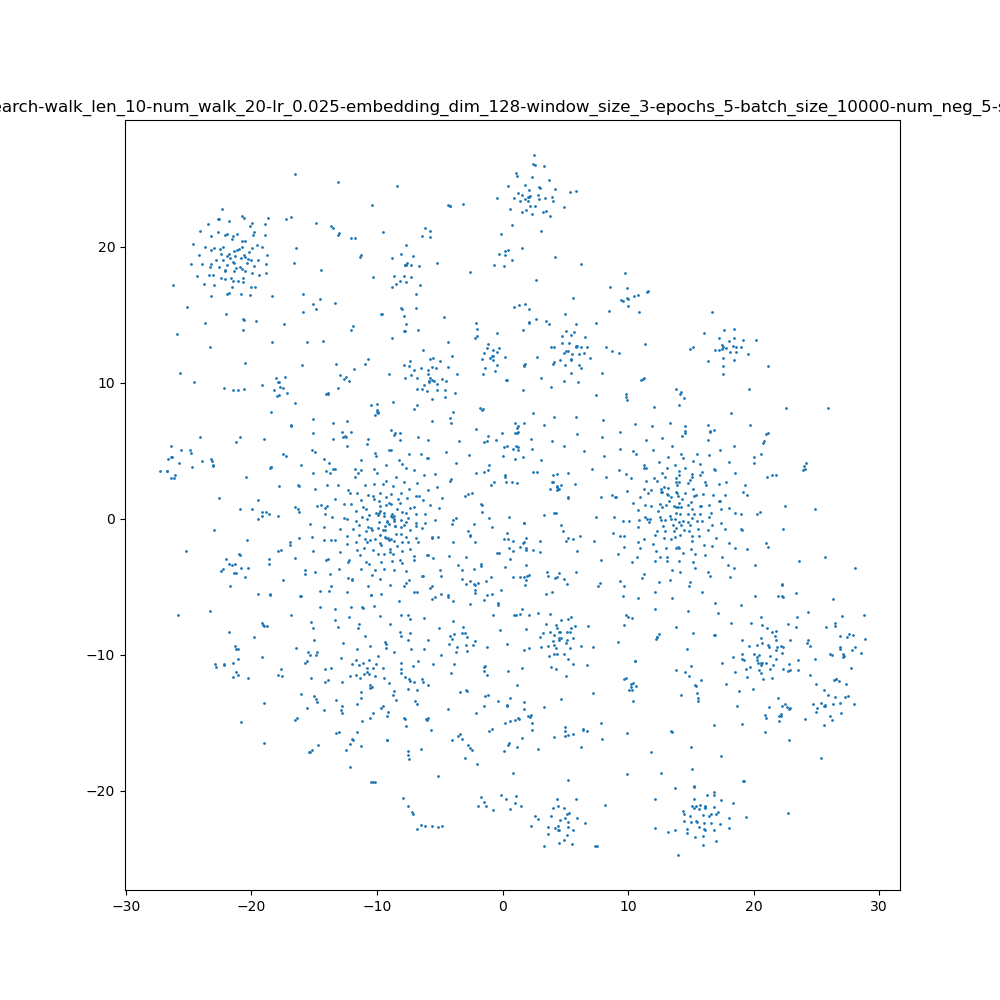 earch-walk_len_10-num_walk_20-lr_0.025-embedding_dim_128-window_size_3-epochs_5-batch_size_10000-num_neg_5-s
20
10
0
−10
−20
−30 −20 −10 0 10 20 30